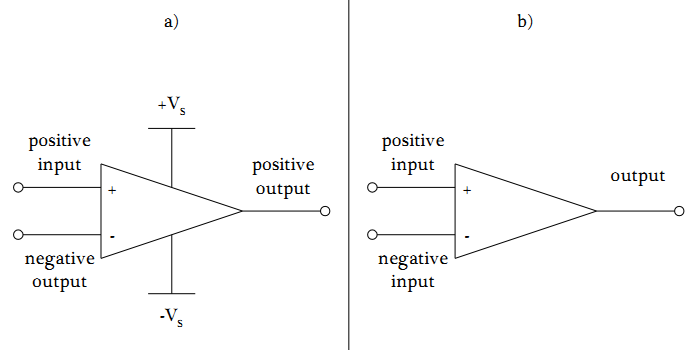 a)
+Vs
positive
input
+
-
negative
output
positive
output
-Vs
b)
positive
input
+
-
negative
input
output